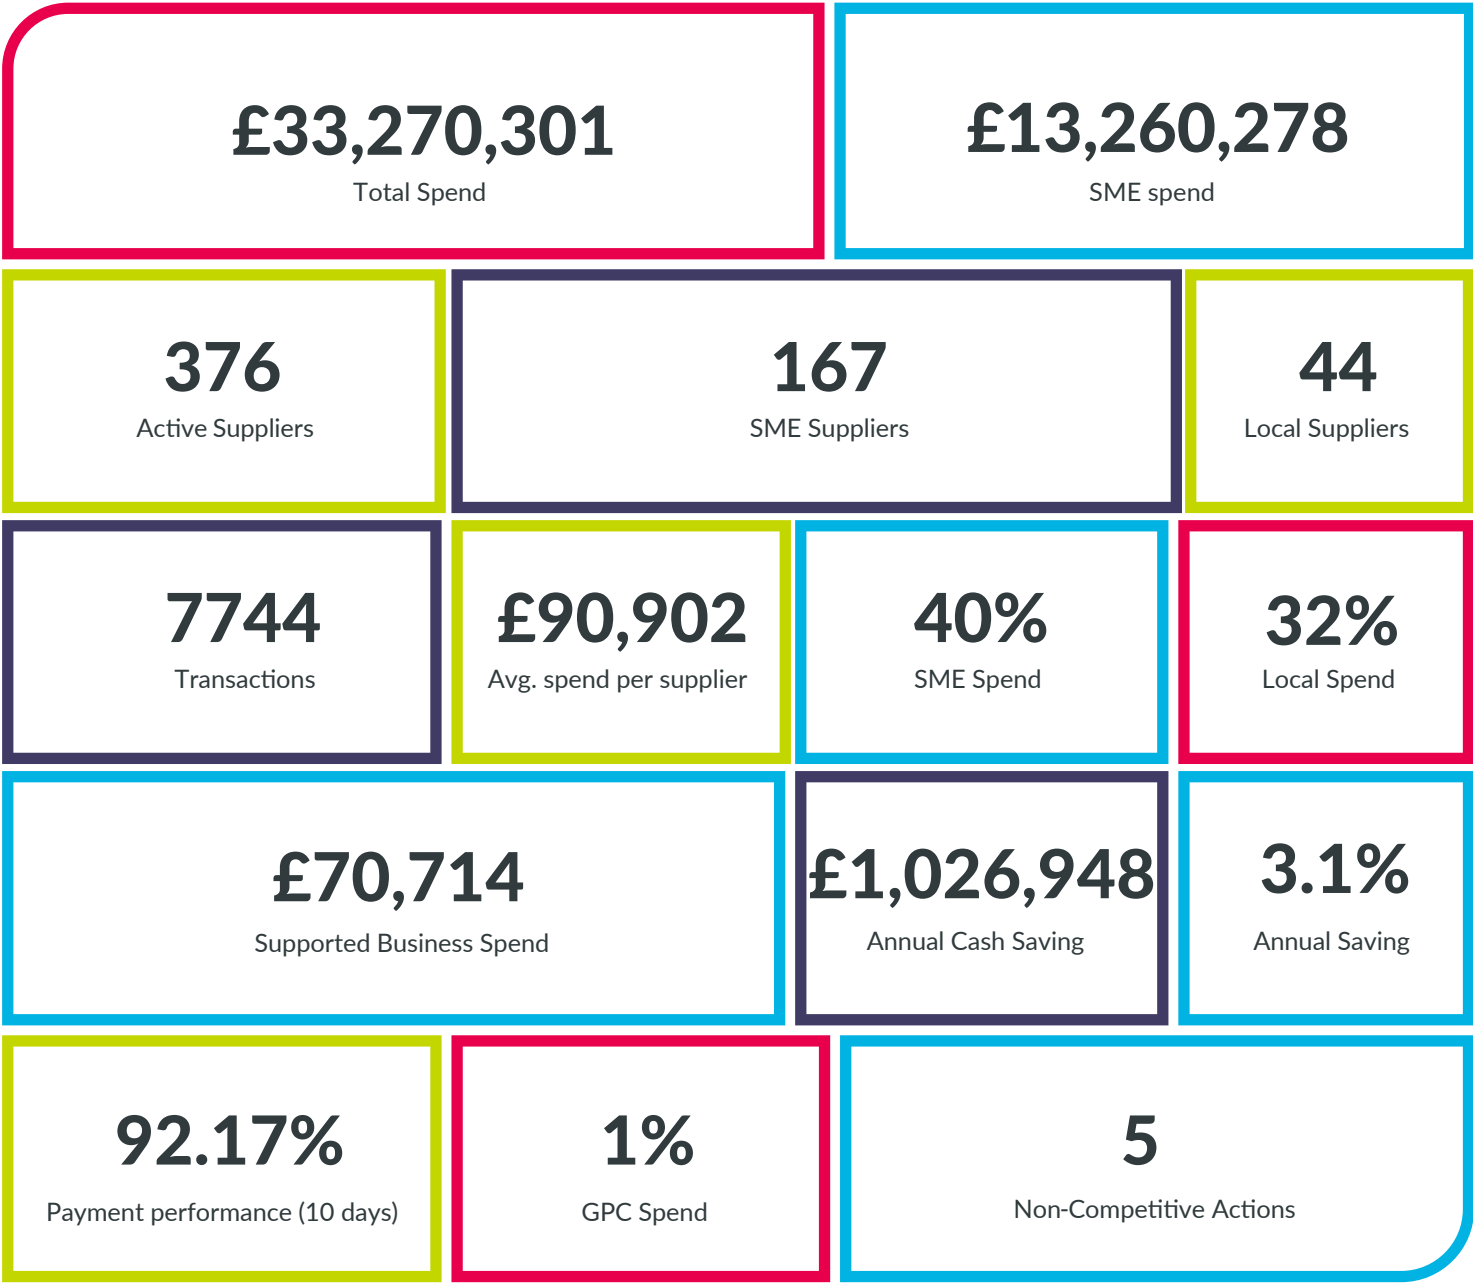 £33,270,301
Total Spend
£13,260,278
SME spend
376
Active Suppliers
167
SME Suppliers
44
Local Suppliers
7744
Transactions
£90,902
Avg. spend per supplier
40%
SME Spend
32%
Local Spend
£70,714
Supported Business Spend
£1,026,948
Annual Cash Saving
3.1%
Annual Saving
92.17%
Payment performance (10 days)
1%
GPC Spend
5
Non-Competitive Actions